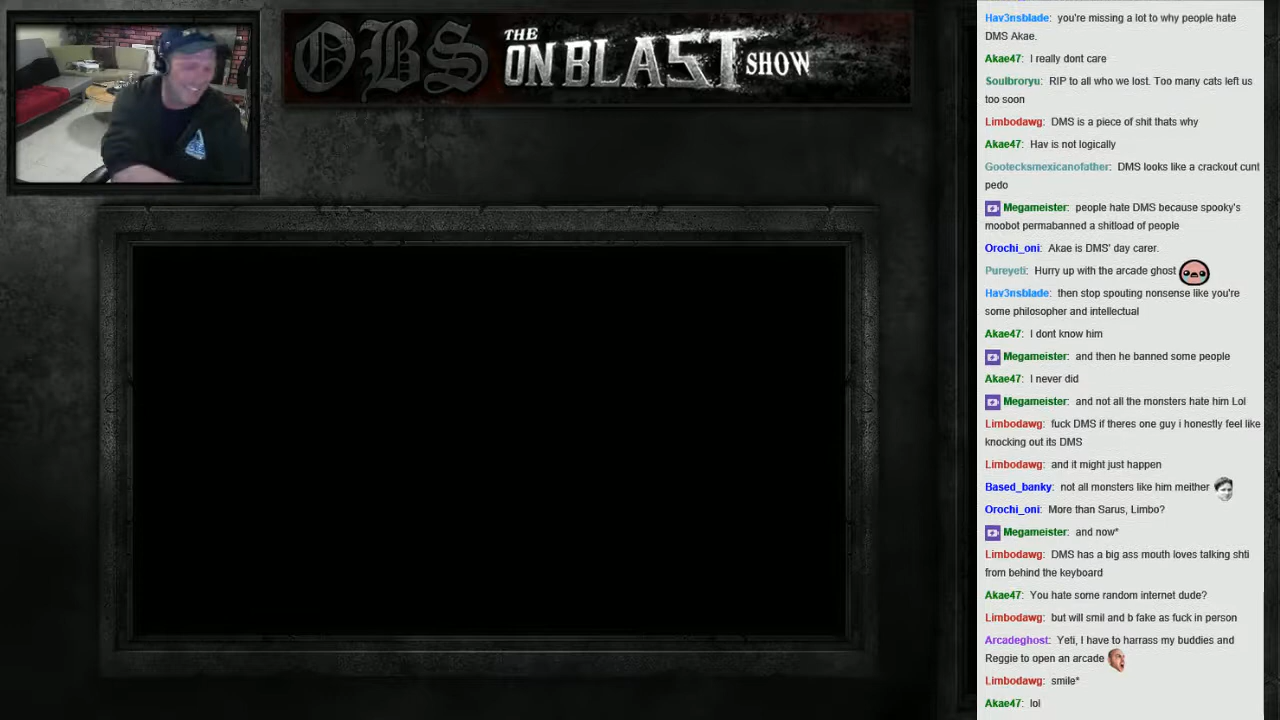 OBS THE
ON BLAST SHOW
Hav3nsblade: you're missing a lot to why people hate
DMS Akae.
Akae47: I really dont care
Soulbroryu: RIP to all who we lost. Too many cats left us
too soon
Limbodawg: DMS is a piece of shit thats why
Akae47: Hav is not logically
Gootecksmexicanofather: DMS looks like a crackout cunt
pedo
Megameister: people hate DMS because spooky's
moobot permabanned a shitload of people
Orochi_oni: Akae is DMS' day carer.
Pureyeti: Hurry up with the arcade ghost
Hav3nsblade: then stop spouting nonsense like you're
some philosopher and intellectual
Akae47: I dont know him
Megameister: and then he banned some people
Akae47: I never did
Megameister: and not all the monsters hate him Lol
Limbodawg: fuck DMS if theres one guy i honestly feel like
knocking out its DMS
Limbodawg: and it might just happen
Based_banky: not all monsters like him meither
Orochi_oni: More than Sarus, Limbo?
Megameister: and now*
Limbodawg: DMS has a big ass mouth loves talking shti
from behind the keyboard
Akae47: You hate some random internet dude?
Limbodawg: but will smil and b fake as fuck in person
Arcadeghost: Yeti, I have to harrass my buddies and
Reggie to open an arcade
Limbodawg: smile*
Akae47: lol